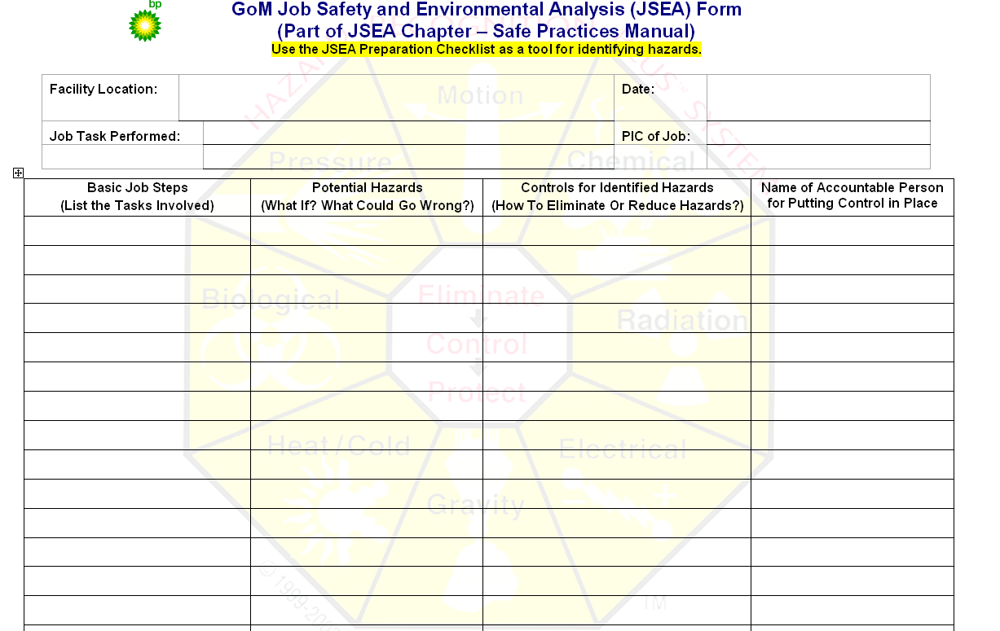 bp
GoM Job Safety and Environmental Analysis (JSEA) Form
(Part of JSEA Chapter – Safe Practices Manual)
Use the JSEA Preparation Checklist as a tool for identifying hazards.
Facility Location:
Date:
Job Task Performed:
PIC of Job:
Basic Job Steps
(List the Tasks Involved)
Potential Hazards
(What If? What Could Go Wrong?)
Controls for Identified Hazards
(How To Eliminate Or Reduce Hazards?)
Name of Accountable Person
for Putting Control in Place
Motion
Pressure
Chemical
Biological
Eliminate
Control
Protect
Radiation
Heat / Cold
Electrical
Gravity
SYSTEM
TM